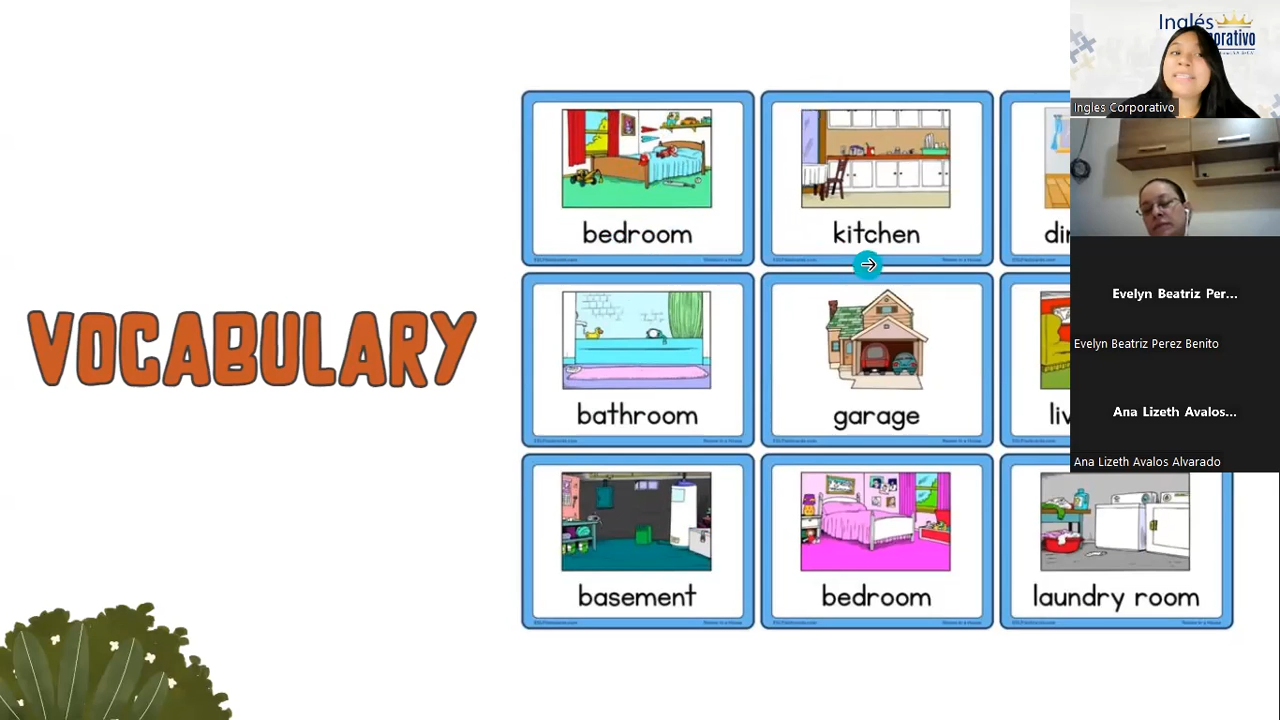 VOCABULARY
bedroom
kitchen
bathroom
garage
basement
bedroom
laundry room
Inglés
Ingles Corporativo
Evelyn Beatriz Per...
Evelyn Beatriz Perez Benito
Ana Lizeth Avalos...
Ana Lizeth Avalos Alvarado